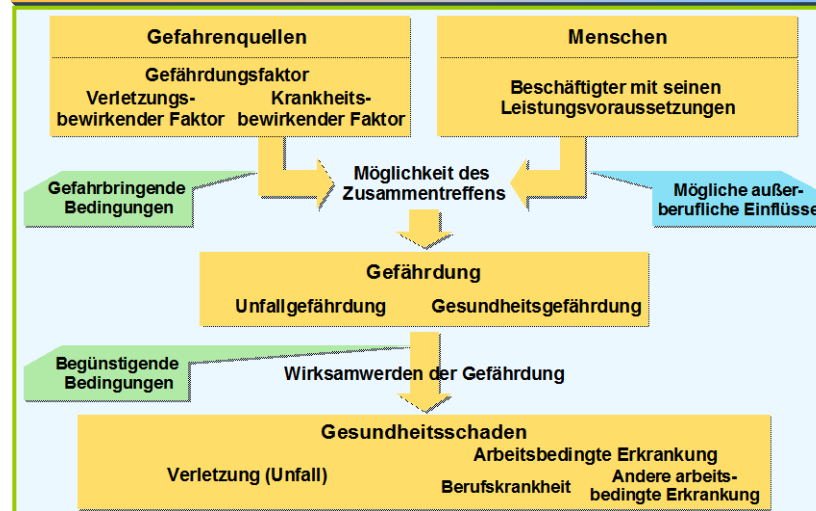 Gefahrenquellen
Gefährdungsfaktor
Verletzungs-
bewirkender Faktor
Krankheits-
bewirkender Faktor
Menschen
Beschäftigter mit seinen
Leistungsvoraussetzungen
Gefahrbringende
Bedingungen
Möglichkeit des
Zusammentreffens
Mögliche außer-
berufliche Einflüsse
Gefährdung
Unfallgefährdung
Gesundheitsgefährdung
Begünstigende
Bedingungen
Wirksamwerden der Gefährdung
Gesundheitsschaden
Verletzung (Unfall)
Arbeitsbedingte Erkrankung
Berufskrankheit
Andere arbeits-
bedingte Erkrankung